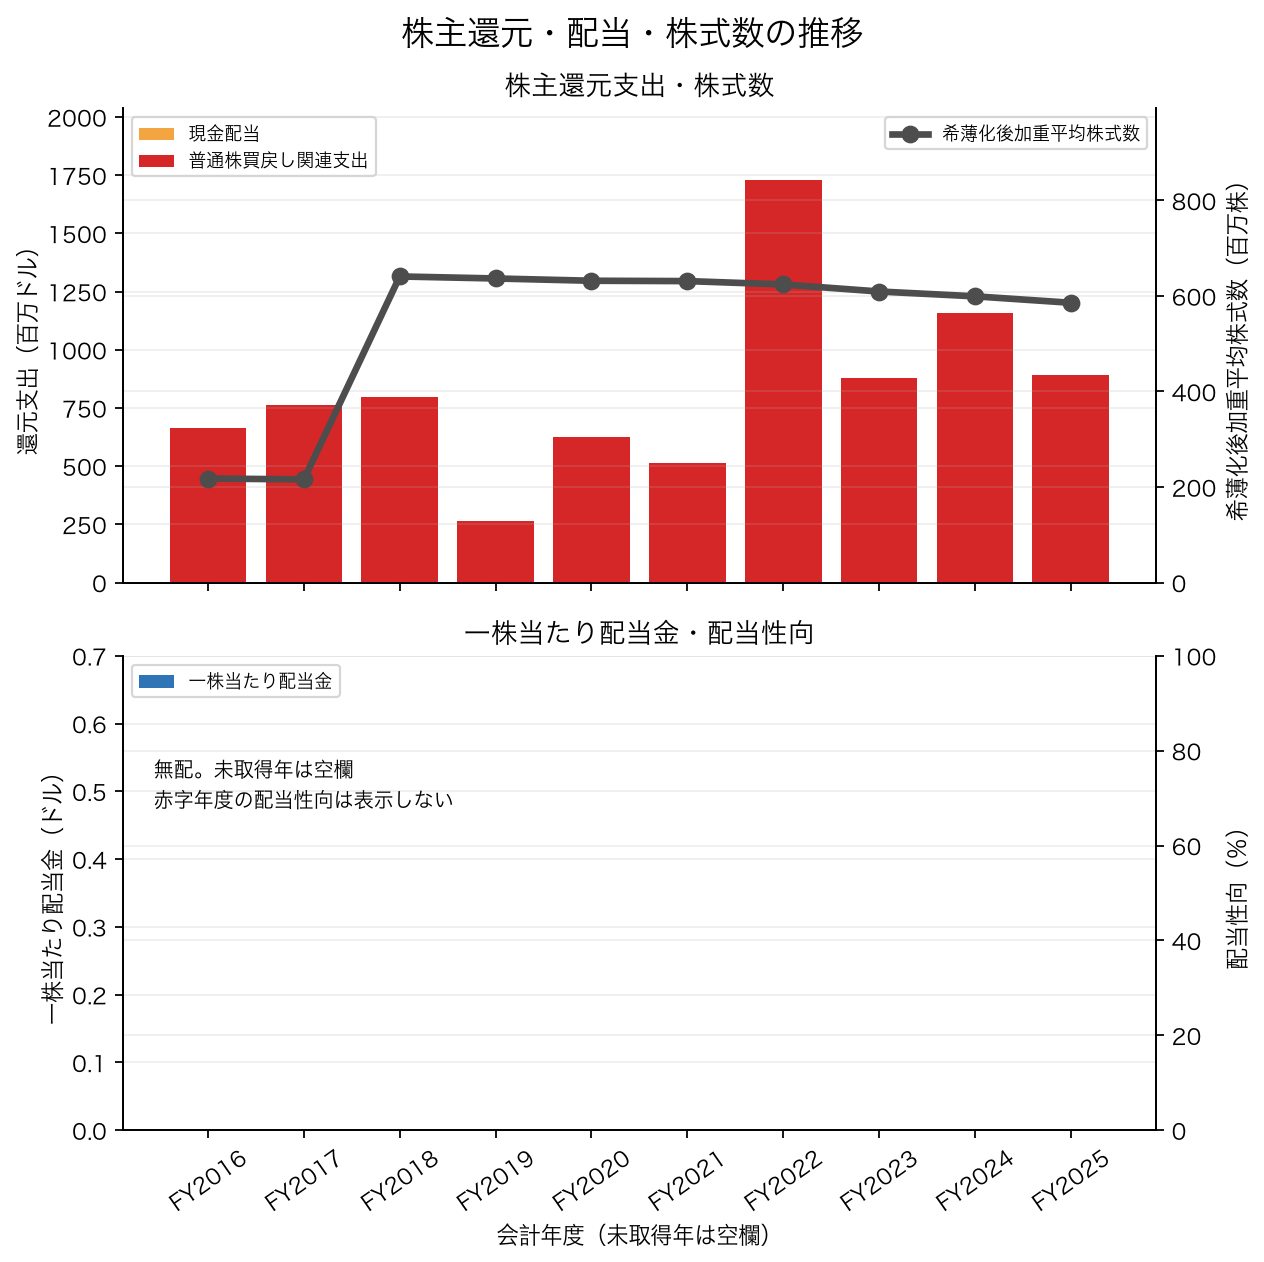 株主還元・配当・株式数の推移
株主還元支出・株式数
現金配当
普通株買戻し関連支出
希薄化後加重平均株式数
還元支出（百万ドル）
2000
1750
1500
1250
1000
750
500
250
0
800
600
400
200
0
希薄化後加重平均株式数（百万株）
一株当たり配当金・配当性向
一株当たり配当金
無配。未取得年は空欄
赤字年度の配当性向は表示しない
一株当たり配当金（ドル）
0.7
0.6
0.5
0.4
0.3
0.2
0.1
0.0
100
80
60
40
20
0
配当性向（%）
FY2016
FY2017
FY2018
FY2019
FY2020
FY2021
FY2022
FY2023
FY2024
FY2025
会計年度（未取得年は空欄）